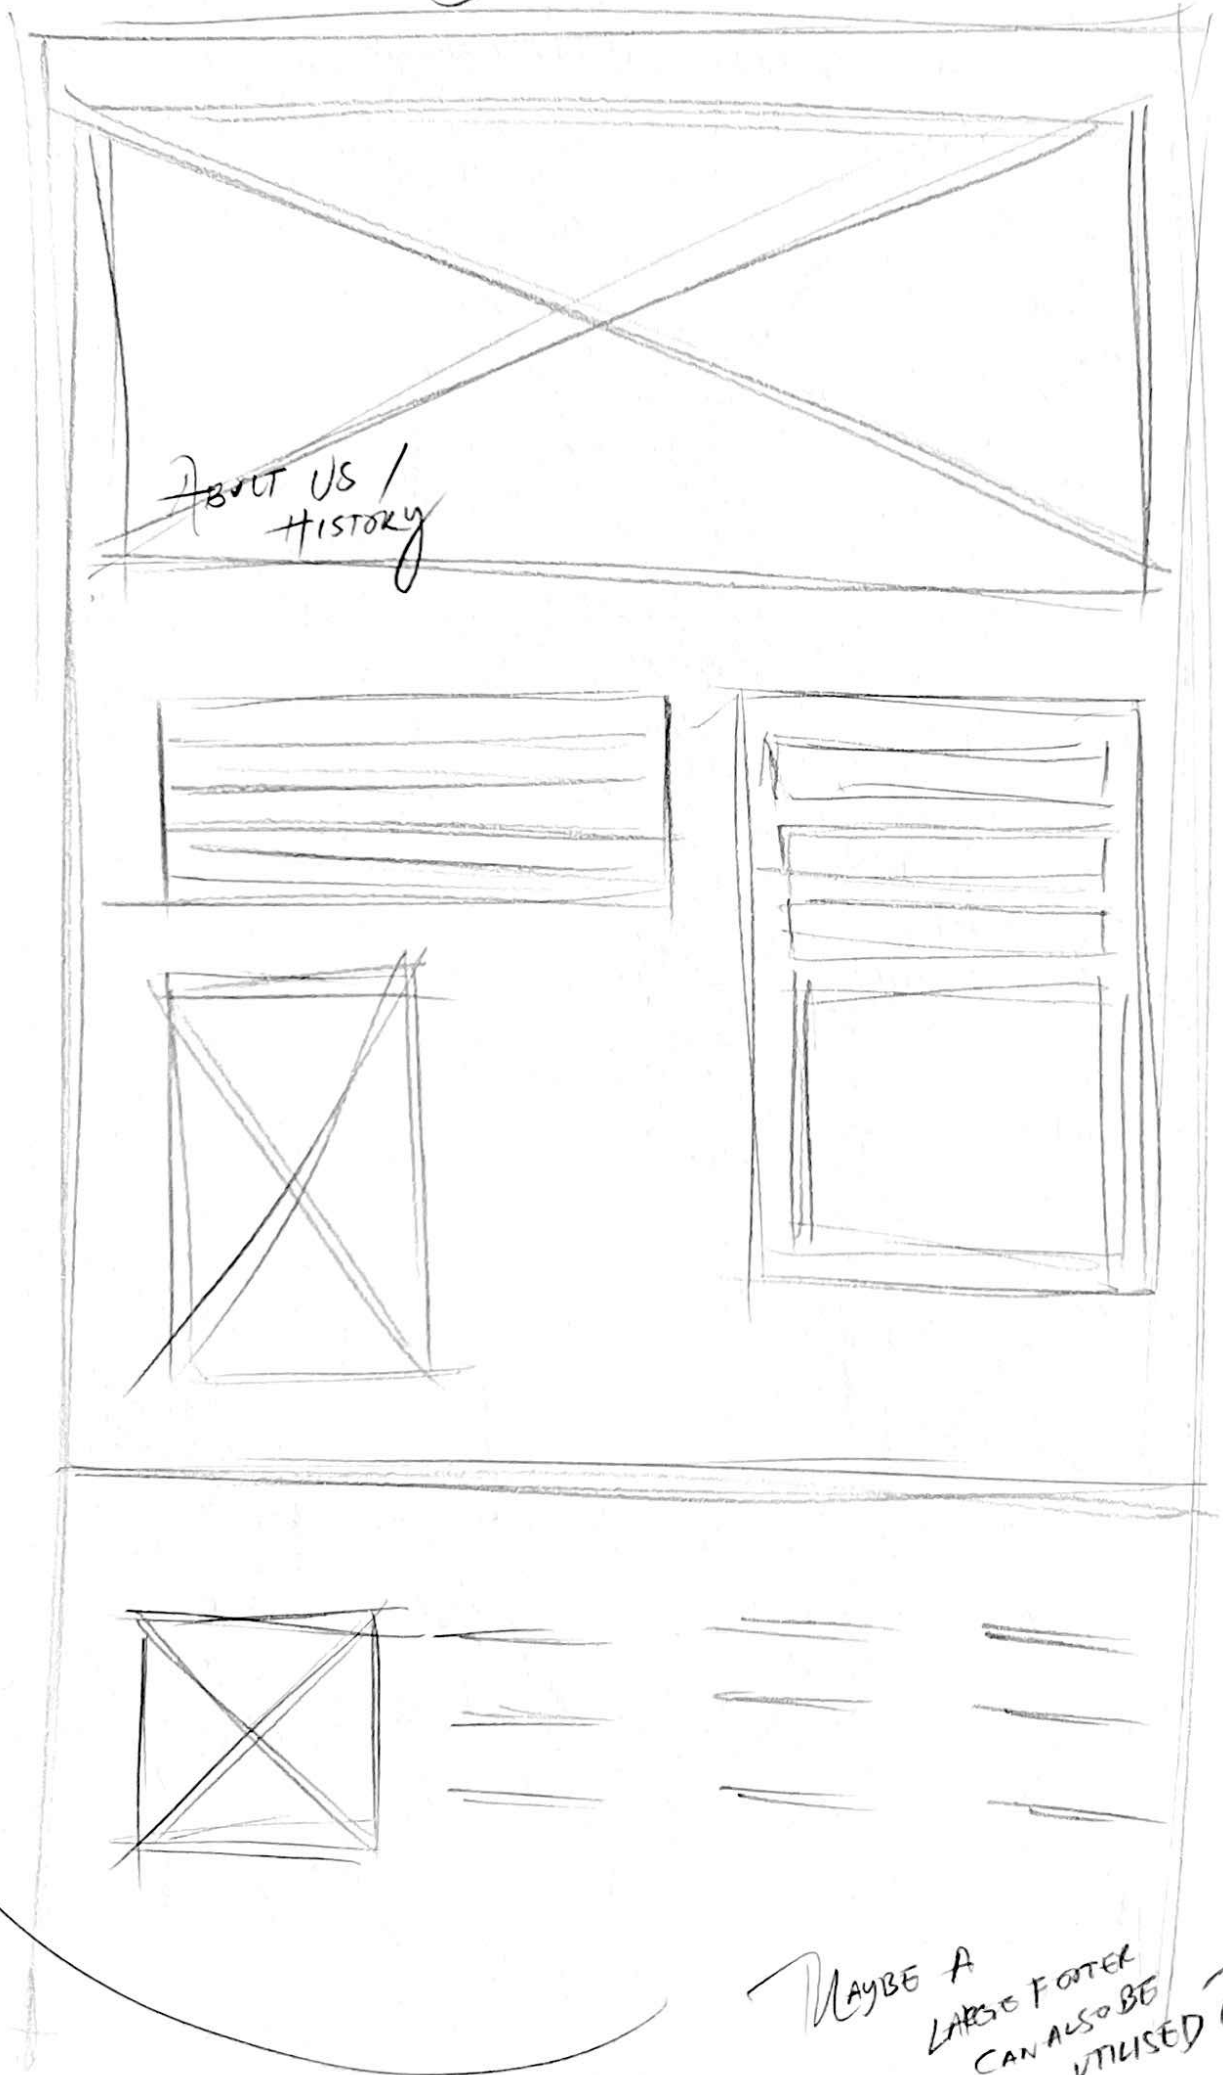 ABOUT US /
HISTORY
MAYBE A
LARGE FOOTER
CAN ALSO BE
UTILISED